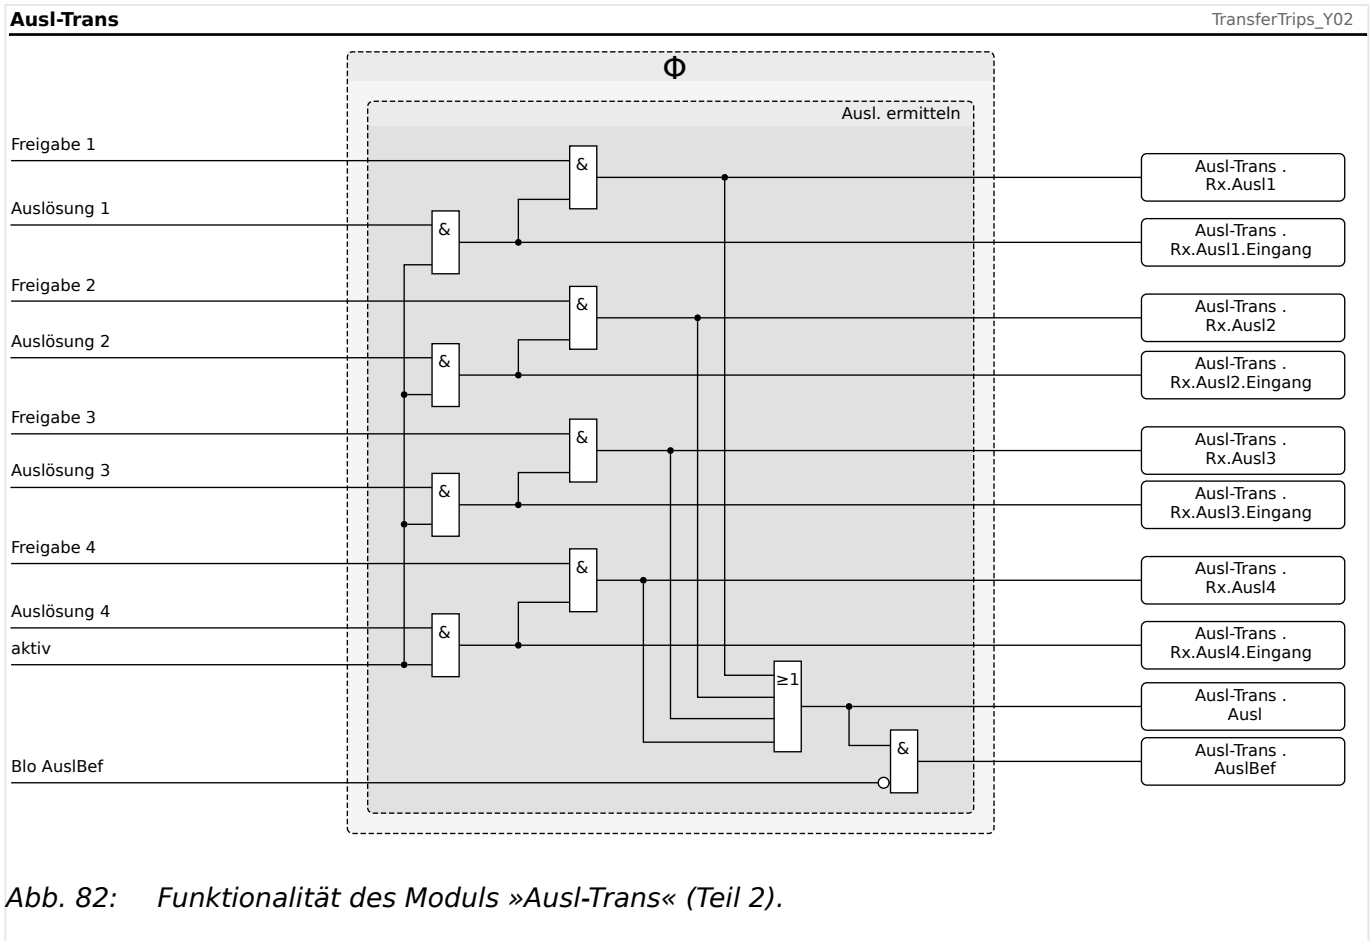 Ausl-Trans
TransferTrips_Y02
Φ
Ausl. ermitteln
Freigabe 1
&
Ausl-Trans .
Rx.Ausl1
Auslösung 1
&
Ausl-Trans .
Rx.Ausl1.Eingang
Freigabe 2
&
Ausl-Trans .
Rx.Ausl2
Auslösung 2
&
Ausl-Trans .
Rx.Ausl2.Eingang
Freigabe 3
&
Ausl-Trans .
Rx.Ausl3
Auslösung 3
&
Ausl-Trans .
Rx.Ausl3.Eingang
Freigabe 4
&
Ausl-Trans .
Rx.Ausl4
Auslösung 4
&
Ausl-Trans .
Rx.Ausl4.Eingang
aktiv
≥1
Ausl-Trans .
Ausl
&
Ausl-Trans .
AuslBef
Blo AuslBef
Abb. 82: Funktionalität des Moduls »Ausl-Trans« (Teil 2).